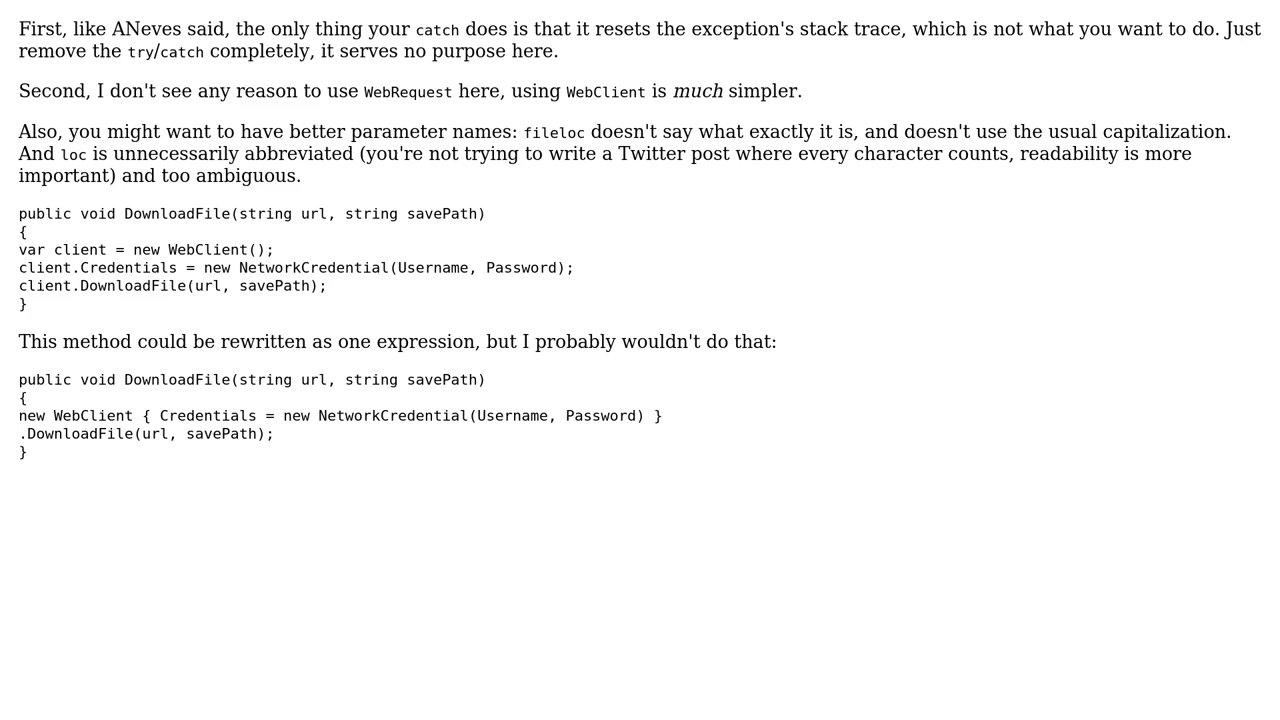 First, like ANeves said, the only thing your catch does is that it resets the exception's stack trace, which is not what you want to do. Just
remove the try/catch completely, it serves no purpose here.
Second, I don't see any reason to use WebRequest here, using WebClient is much simpler.
Also, you might want to have better parameter names: fileloc doesn't say what exactly it is, and doesn't use the usual capitalization.
And loc is unnecessarily abbreviated (you're not trying to write a Twitter post where every character counts, readability is more
important) and too ambiguous.
public void DownloadFile(string url, string savePath)
{
var client = new WebClient();
client.Credentials = new NetworkCredential(Username, Password);
client.DownloadFile(url, savePath);
}
This method could be rewritten as one expression, but I probably wouldn't do that:
public void DownloadFile(string url, string savePath)
{
new WebClient { Credentials = new NetworkCredential(Username, Password) }
.DownloadFile(url, savePath);
}